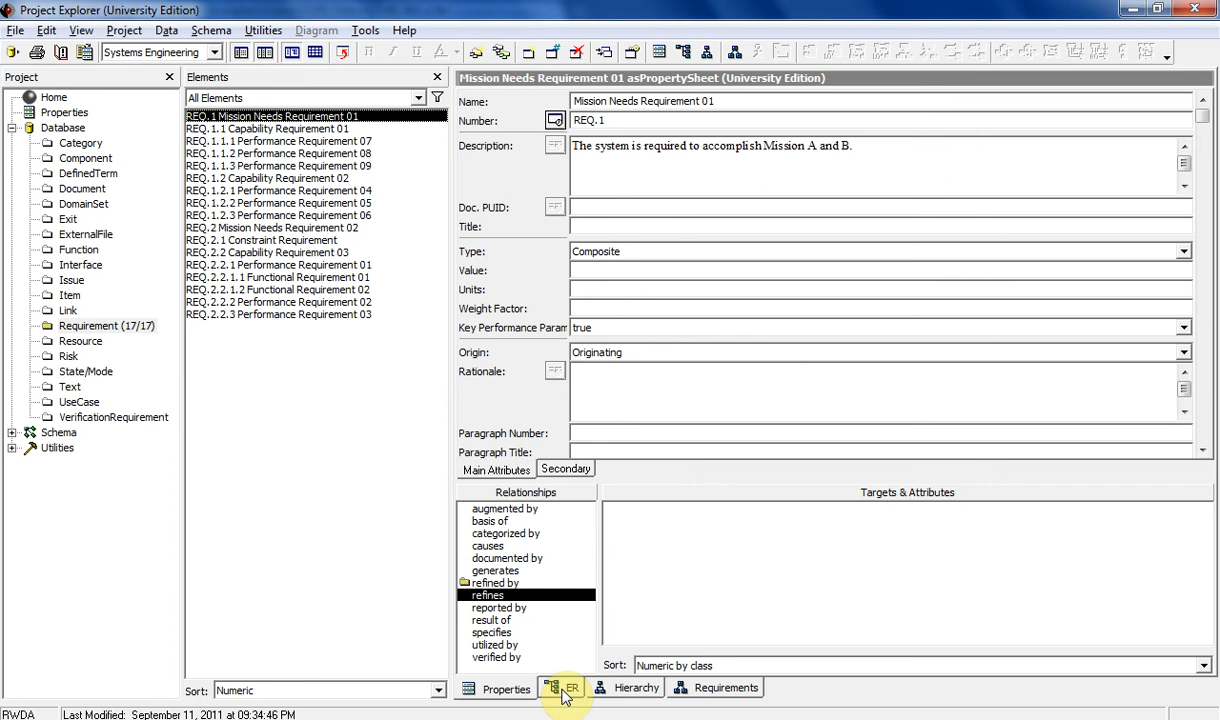 Project Explorer (University Edition)
File Edit View Project Data Schema Utilities Diagram Tools Help
Systems Engineering
Project
Home
Properties
Database
Category
Component
DefinedTerm
Document
DomainSet
Exit
ExternalFile
Function
Interface
Issue
Item
Link
Requirement (17/17)
Resource
Risk
State/Mode
Text
UseCase
VerificationRequirement
Schema
Utilities
Elements
All Elements
REQ.1 Mission Needs Requirement 01
REQ.1.1 Capability Requirement 01
REQ.1.1.1 Performance Requirement 07
REQ.1.1.2 Performance Requirement 08
REQ.1.1.3 Performance Requirement 09
REQ.1.2 Capability Requirement 02
REQ.1.2.1 Performance Requirement 04
REQ.1.2.2 Performance Requirement 05
REQ.1.2.3 Performance Requirement 06
REQ.2 Mission Needs Requirement 02
REQ.2.1 Constraint Requirement
REQ.2.2 Capability Requirement 03
REQ.2.2.1 Performance Requirement 01
REQ.2.2.1.1 Functional Requirement 01
REQ.2.2.1.2 Functional Requirement 02
REQ.2.2.2 Performance Requirement 02
REQ.2.2.3 Performance Requirement 03
Sort: Numeric
Mission Needs Requirement 01 asPropertySheet (University Edition)
Name: Mission Needs Requirement 01
Number: REQ.1
Description: The system is required to accomplish Mission A and B.
Doc. PUID:
Title:
Type: Composite
Value:
Units:
Weight Factor:
Key Performance Param true
Origin: Originating
Rationale:
Paragraph Number:
Paragraph Title:
Main Attributes Secondary
Relationships
augmented by
basis of
categorized by
causes
documented by
generates
refined by
refines
reported by
result of
specifies
utilized by
verified by
Targets & Attributes
Sort: Numeric by class
Properties ER Hierarchy Requirements
RWDA Last Modified: September 11, 2011 at 09:34:46 PM